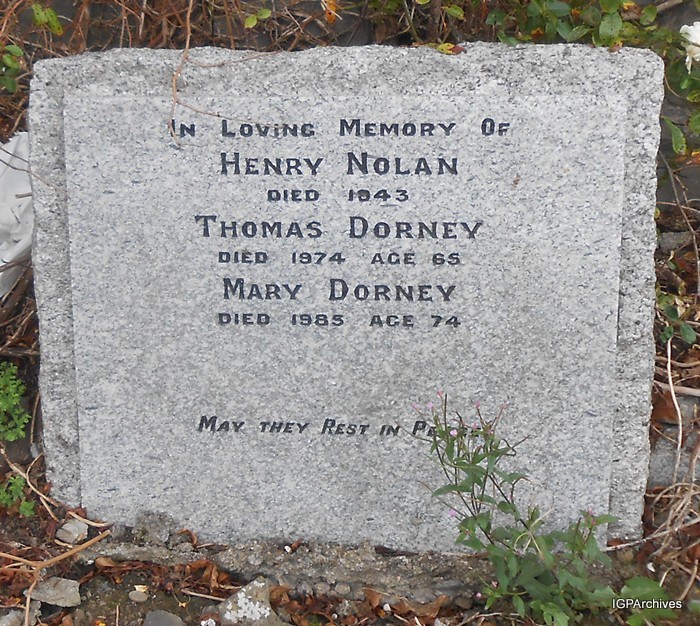 In Loving Memory Of
Henry Nolan
died 1943
Thomas Dorney
died 1974 age 65
Mary Dorney
died 1985 age 74
May they Rest in
IGPArchives